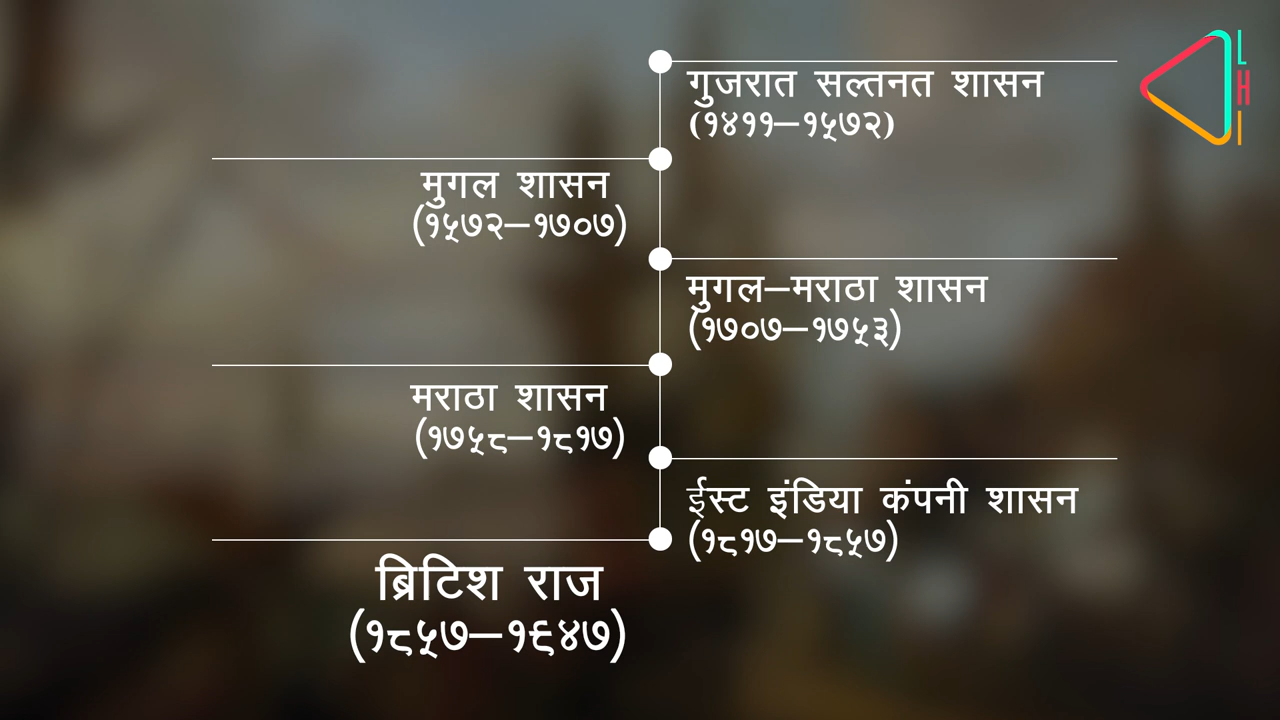 गुजरात सल्तनत शासन
(१४११–१५७२)
मुगल शासन
(१५७२–१७०७)
मुगल–मराठा शासन
(१७०७–१७५३)
मराठा शासन
(१७५८–१८१७)
ईस्ट इंडिया कंपनी शासन
(१८१७–१८५७)
ब्रिटिश राज
(१८५७–१९४७)
L
H
I